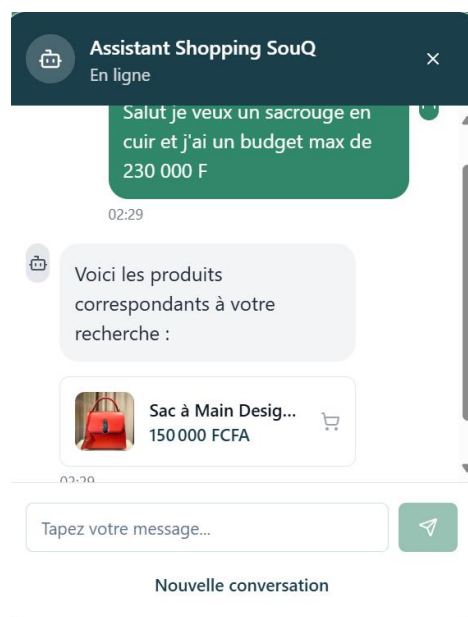 Assistant Shopping SouQ
En ligne
Salut je veux un sacrouge en
cuir et j'ai un budget max de
230 000 F
02:29
Voici les produits
correspondants à votre
recherche :
Sac à Main Desig...
150 000 FCFA
02:29
Tapez votre message...
Nouvelle conversation